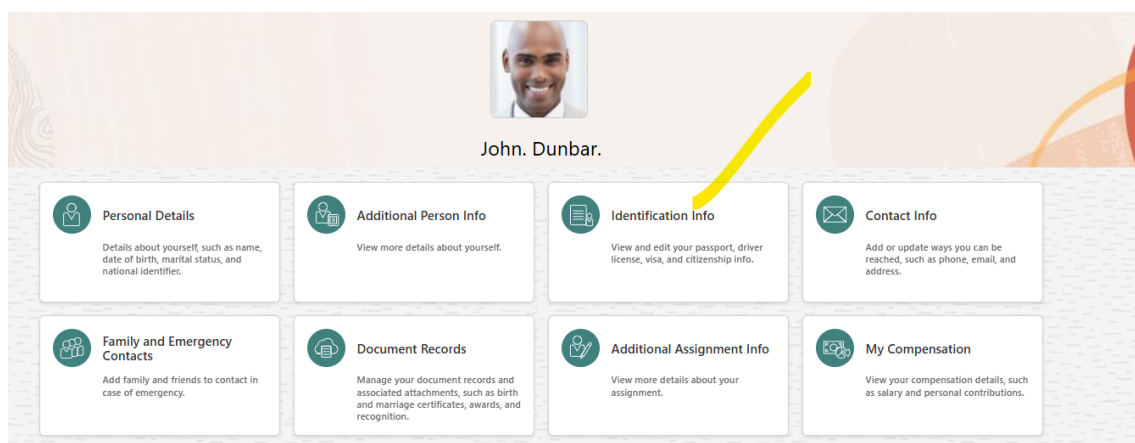 John. Dunbar.
Personal Details
Details about yourself, such as name,
date of birth, marital status, and
national identifier.
Additional Person Info
View more details about yourself.
Identification Info
View and edit your passport, driver
license, visa, and citizenship info.
Contact Info
Add or update ways you can be
reached, such as phone, email, and
address.
Family and Emergency
Contacts
Add family and friends to contact in
case of emergency.
Document Records
Manage your document records and
associated attachments, such as birth
and marriage certificates, awards, and
recognition.
Additional Assignment Info
View more details about your
assignment.
My Compensation
View your compensation details, such
as salary and personal contributions.